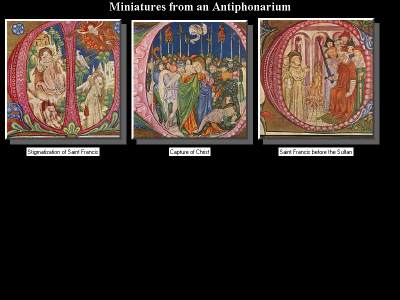 Miniatures from an Antiphonarium
Stigmatization of Saint Francis
Capture of Christ
Saint Francis before the Sultan